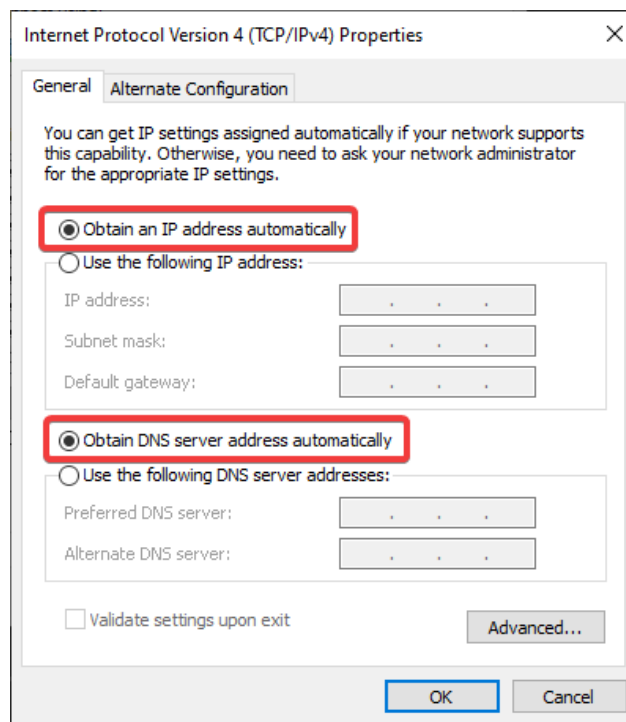 Internet Protocol Version 4 (TCP/IPv4) Properties
General
Alternate Configuration
You can get IP settings assigned automatically if your network supports
this capability. Otherwise, you need to ask your network administrator
for the appropriate IP settings.
Obtain an IP address automatically
Use the following IP address:
IP address:
Subnet mask:
Default gateway:
Obtain DNS server address automatically
Use the following DNS server addresses:
Preferred DNS server:
Alternate DNS server:
Validate settings upon exit
Advanced...
OK
Cancel